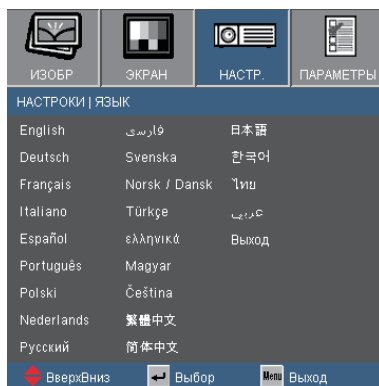 ИЗОБР ЭКРАН НАСТР. ПАРАМЕТРЫ
НАСТРОКИ | ЯЗЫК
English فارسی 日本語
Deutsch Svenska 한국어
Français Norsk / Dansk ไทย
Italiano Türkçe عربي
Español ελληνικά Выход
Português Magyar
Polski Čeština
Nederlands 繁體中文
Русский 简体中文
ВверхВниз Выбор Menu Выход